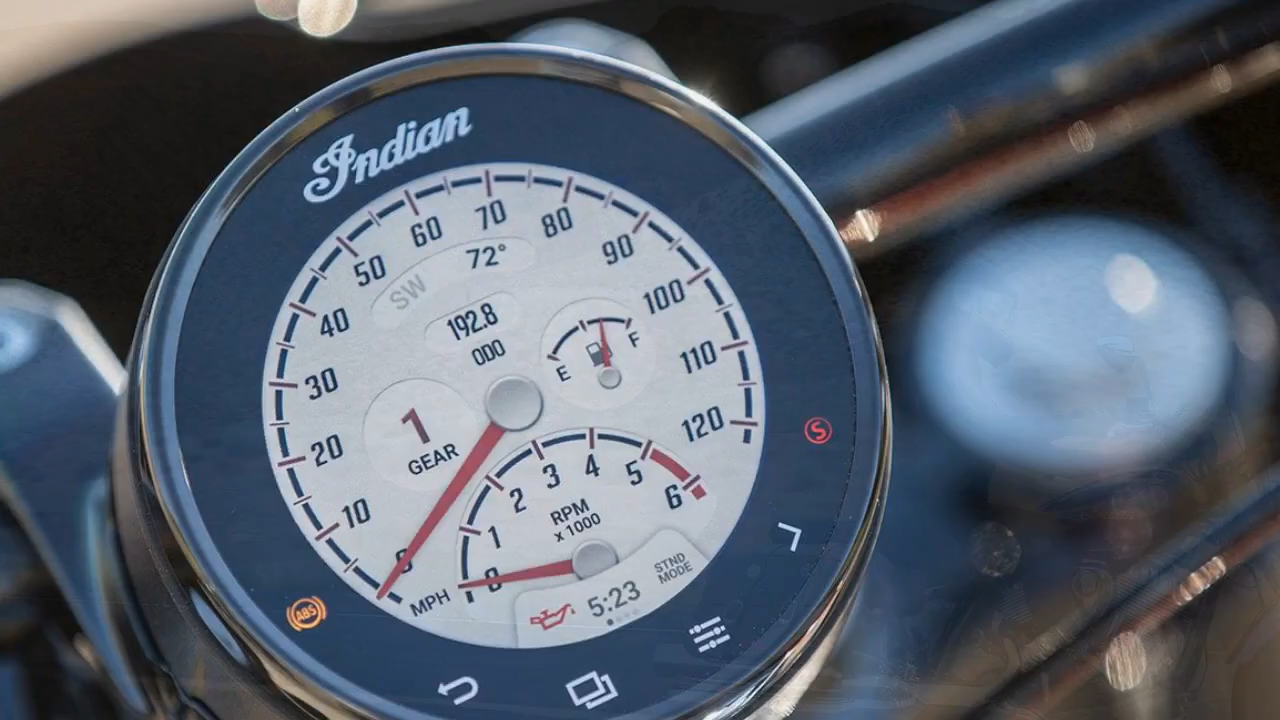 Indian
60 70 80
50 90
40 100
30 110
20 120
10
0
MPH
SW 72°
192.8
ODO
E F
1
GEAR
0 1 2 3 4 5 6
RPM
x 1000
STND
MODE
5:23
ABS
S